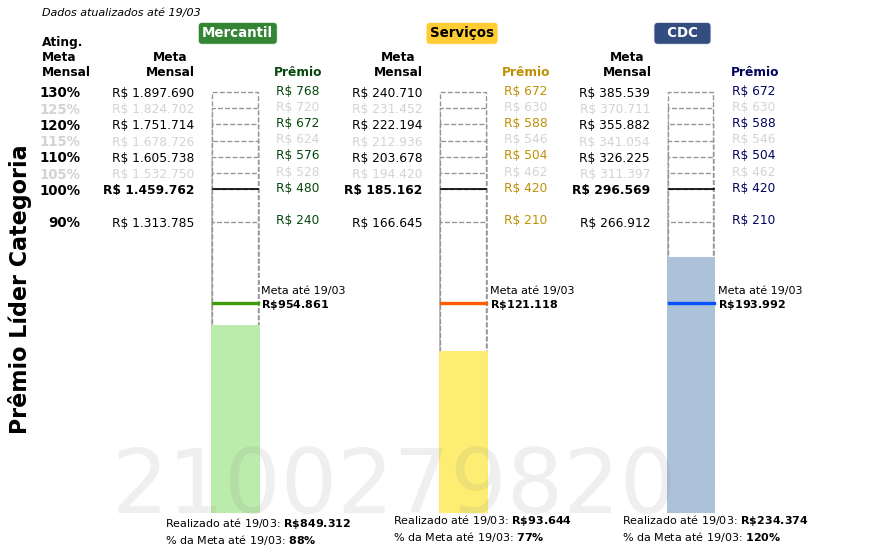 Dados atualizados até 19/03
Mercantil Serviços CDC
Ating.
Meta Meta Meta Meta
Mensal Mensal Prêmio Mensal Prêmio Mensal Prêmio
130% R$ 1.897.690 R$ 768 R$ 240.710 R$ 672 R$ 385.539 R$ 672
125% R$ 1.824.702 R$ 720 R$ 231.452 R$ 630 R$ 370.711 R$ 630
120% R$ 1.751.714 R$ 672 R$ 222.194 R$ 588 R$ 355.882 R$ 588
115% R$ 1.678.726 R$ 624 R$ 212.936 R$ 546 R$ 341.054 R$ 546
110% R$ 1.605.738 R$ 576 R$ 203.678 R$ 504 R$ 326.225 R$ 504
105% R$ 1.532.750 R$ 528 R$ 194.420 R$ 462 R$ 311.397 R$ 462
100% R$ 1.459.762 R$ 480 R$ 185.162 R$ 420 R$ 296.569 R$ 420
90% R$ 1.313.785 R$ 240 R$ 166.645 R$ 210 R$ 266.912 R$ 210
Prêmio Líder Categoria
Meta até 19/03 Meta até 19/03 Meta até 19/03
R$954.861 R$121.118 R$193.992
2100279820
Realizado até 19/03: R$849.312 Realizado até 19/03: R$93.644 Realizado até 19/03: R$234.374
% da Meta até 19/03: 88% % da Meta até 19/03: 77% % da Meta até 19/03: 120%